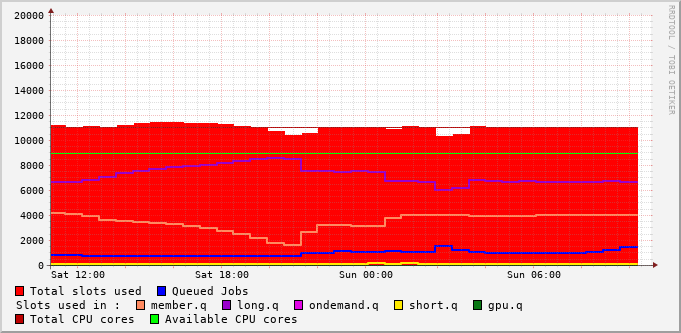 20000
18000
16000
14000
12000
10000
8000
6000
4000
2000
0
Sat 12:00 Sat 18:00 Sun 00:00 Sun 06:00
Total slots used Queued Jobs
Slots used in : member.q long.q ondemand.q short.q gpu.q
Total CPU cores Available CPU cores
RRDTOOL / TOBI OETIKER